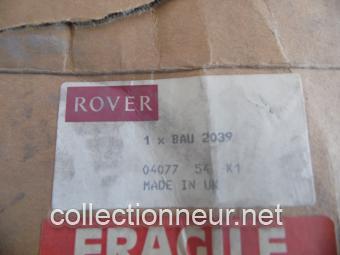 ROVER
1 x BAU 2039
04077 54 K1
MADE IN UK
collectionneur.net
FRAGILE